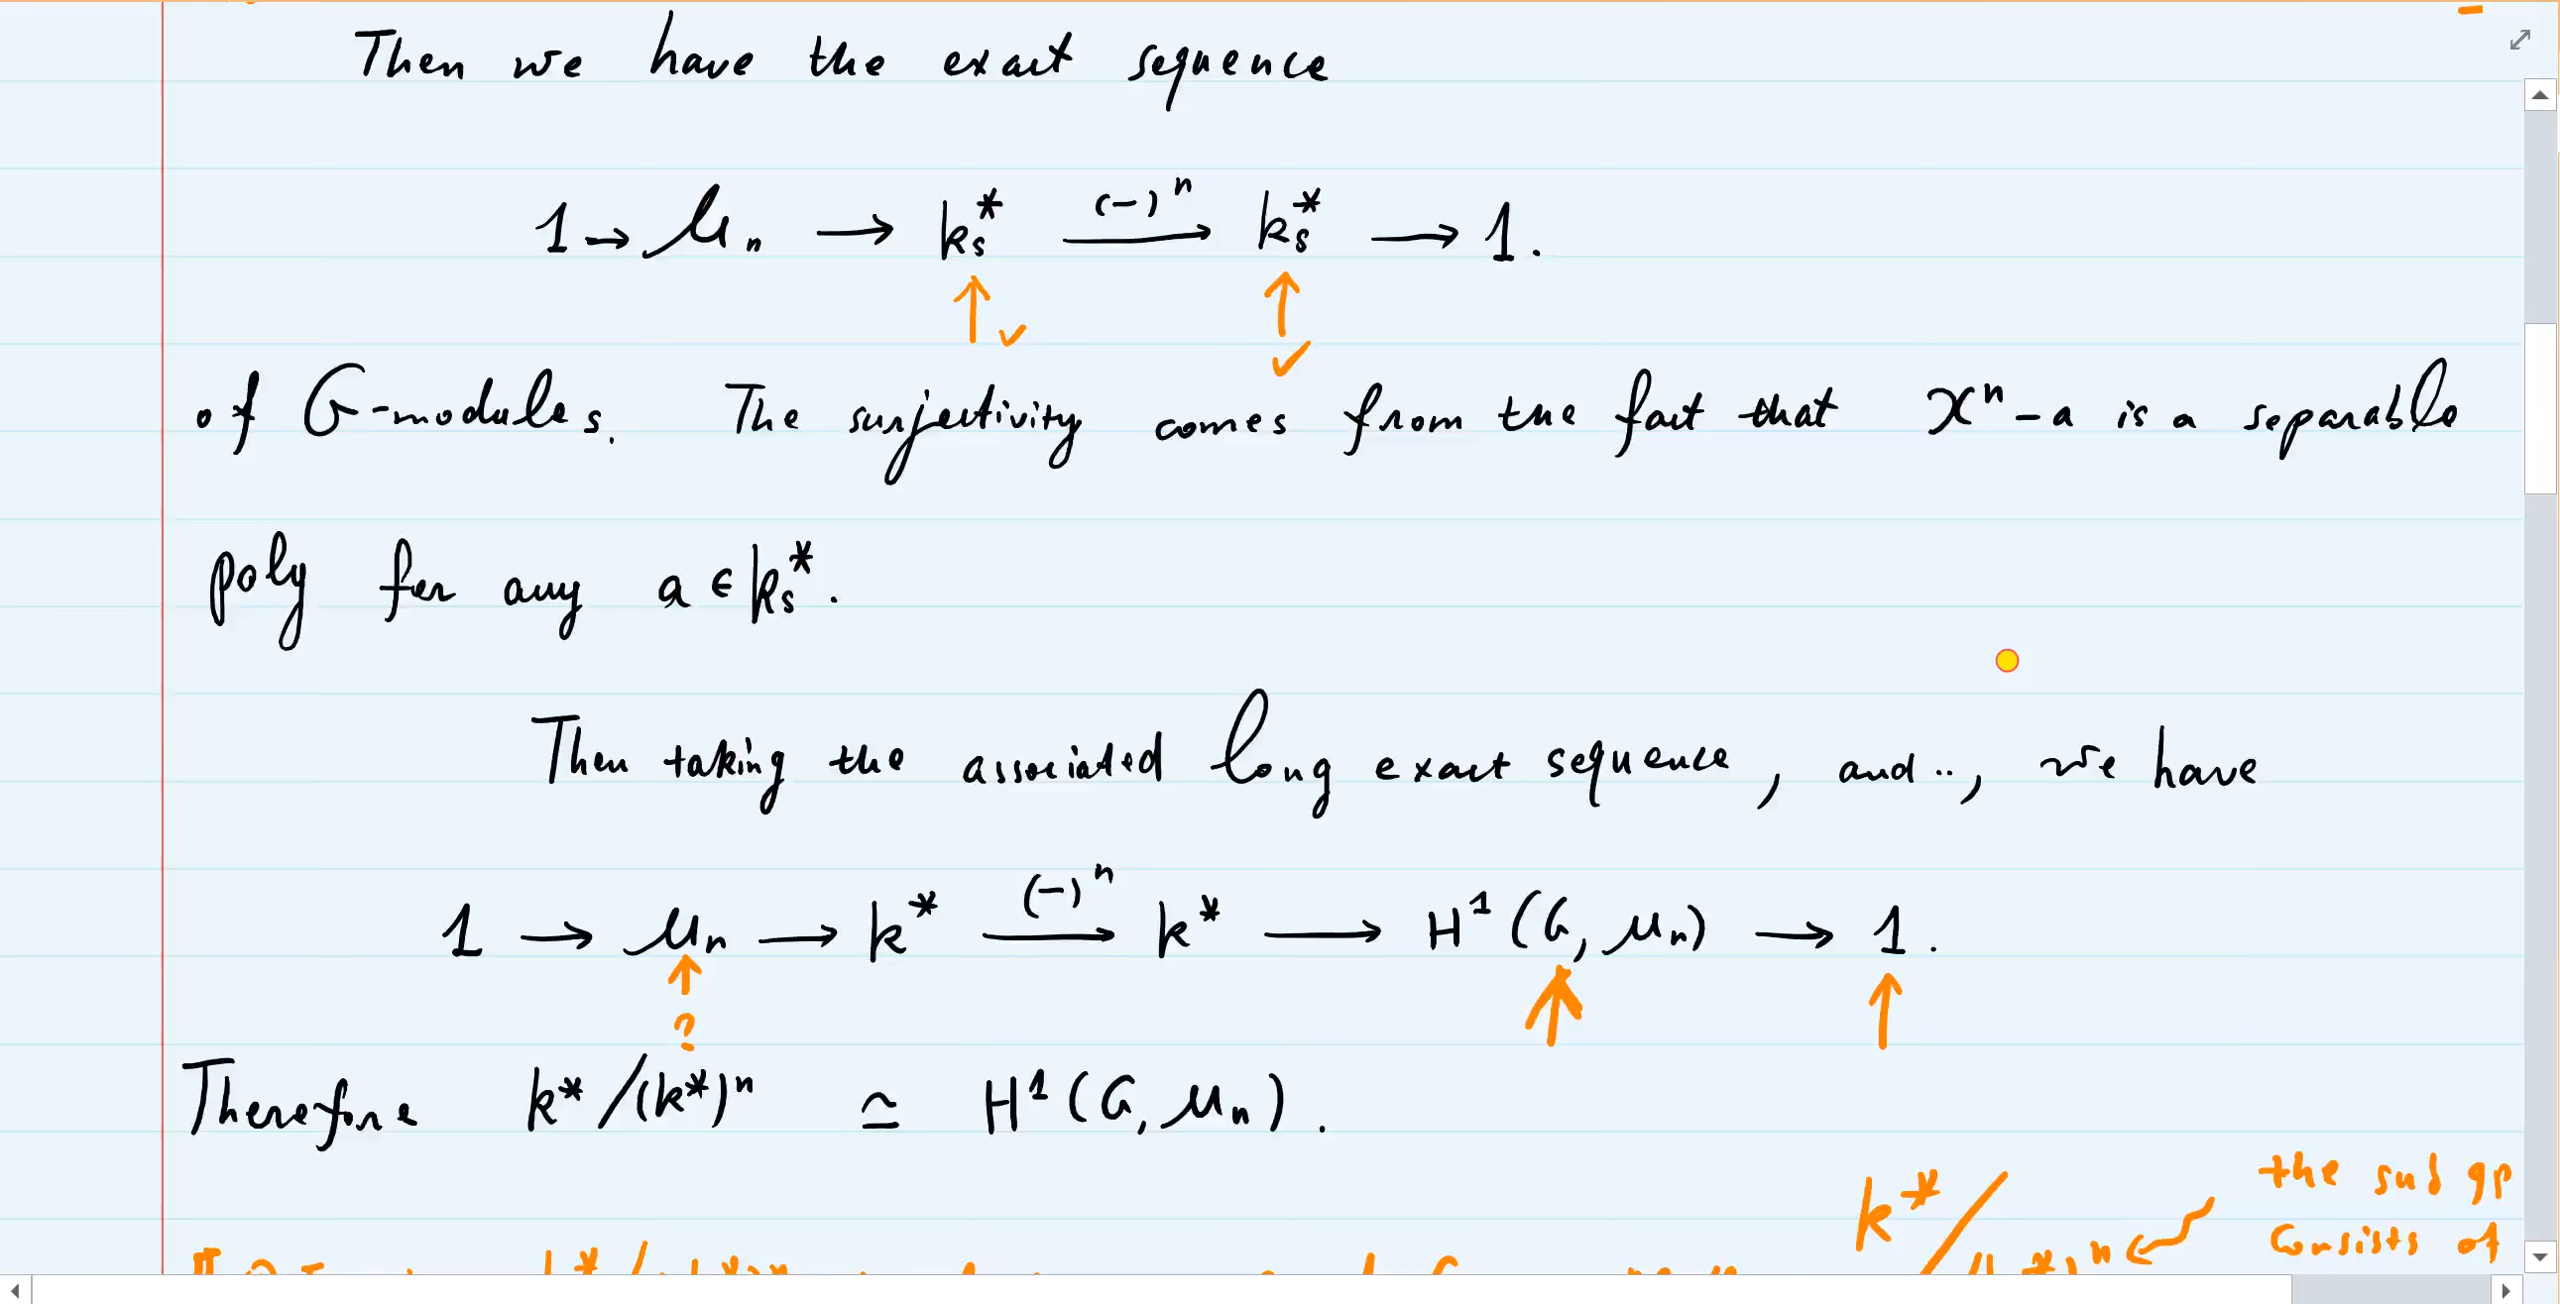 Then we have the exact sequence
1 → μₙ → kₛ* (-)ⁿ→ kₛ* → 1.
of G-modules. The surjectivity comes from the fact that xⁿ - a is a separable
poly for any a ∈ kₛ*.
Then taking the associated long exact sequence, and .., we have
1 → μₙ → k* (-)ⁿ→ k* → H¹(G, μₙ) → 1.
?
Therefore k*/(k*)ⁿ ≃ H¹(G, μₙ).
the sub gp
k*/
consists of